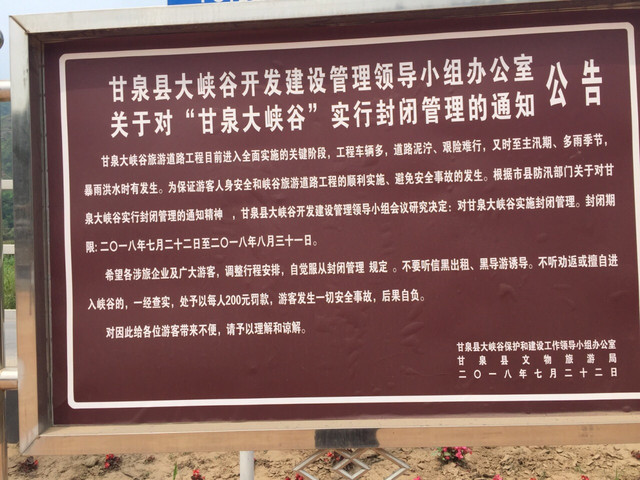 甘泉县大峡谷开发建设管理领导小组办公室
关于对“甘泉大峡谷”实行封闭管理的通知
公告
甘泉大峡谷旅游道路工程目前进入全面实施的关键阶段，工程车辆多，道路泥泞、艰险难行，又时至主汛期、多雨季节，
暴雨洪水时有发生。为保证游客人身安全和峡谷旅游道路工程的顺利实施、避免安全事故的发生。根据市县防汛部门关于对甘
泉大峡谷实行封闭管理的通知精神 ，甘泉县大峡谷开发建设管理领导小组会议研究决定：对甘泉大峡谷实施封闭管理。封闭期
限：二〇一八年七月二十二日至二〇一八年八月三十一日。
希望各涉旅企业及广大游客，调整行程安排，自觉服从封闭管理 规定 。不要听信黑出租、黑导游诱导。不听劝返或擅自进
入峡谷的，一经查实，处予以每人200元罚款，游客发生一切安全事故，后果自负。
对因此给各位游客带来不便，请予以理解和谅解。
甘泉县大峡谷保护和建设工作领导小组办公室
甘泉县文物旅游局
二〇一八年七月二十二日